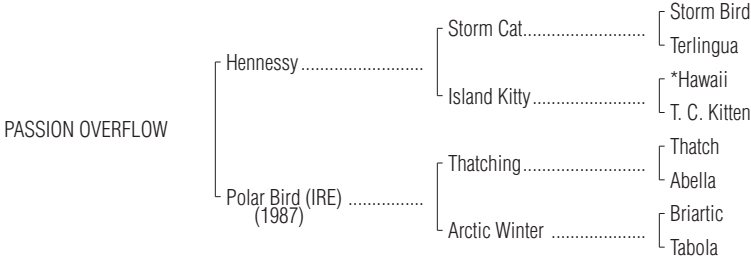 Storm Bird
Storm Cat..........................
Terlingua
Hennessy ..........................
*Hawaii
Island Kitty........................
T. C. Kitten
PASSION OVERFLOW
Thatch
Thatching..........................
Abella
Polar Bird (IRE) ................
(1987)
Briartic
Arctic Winter ....................
Tabola